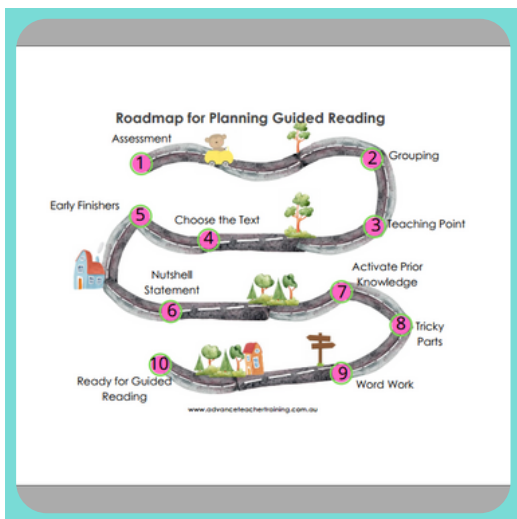 Roadmap for Planning Guided Reading
Assessment
1
2
Grouping
Early Finishers
5
Choose the Text
4
3
Teaching Point
Nutshell
Statement
6
Activate Prior
Knowledge
7
8
Tricky
Parts
10
Ready for Guided
Reading
9
Word Work
www.advanceteachertraining.com.au